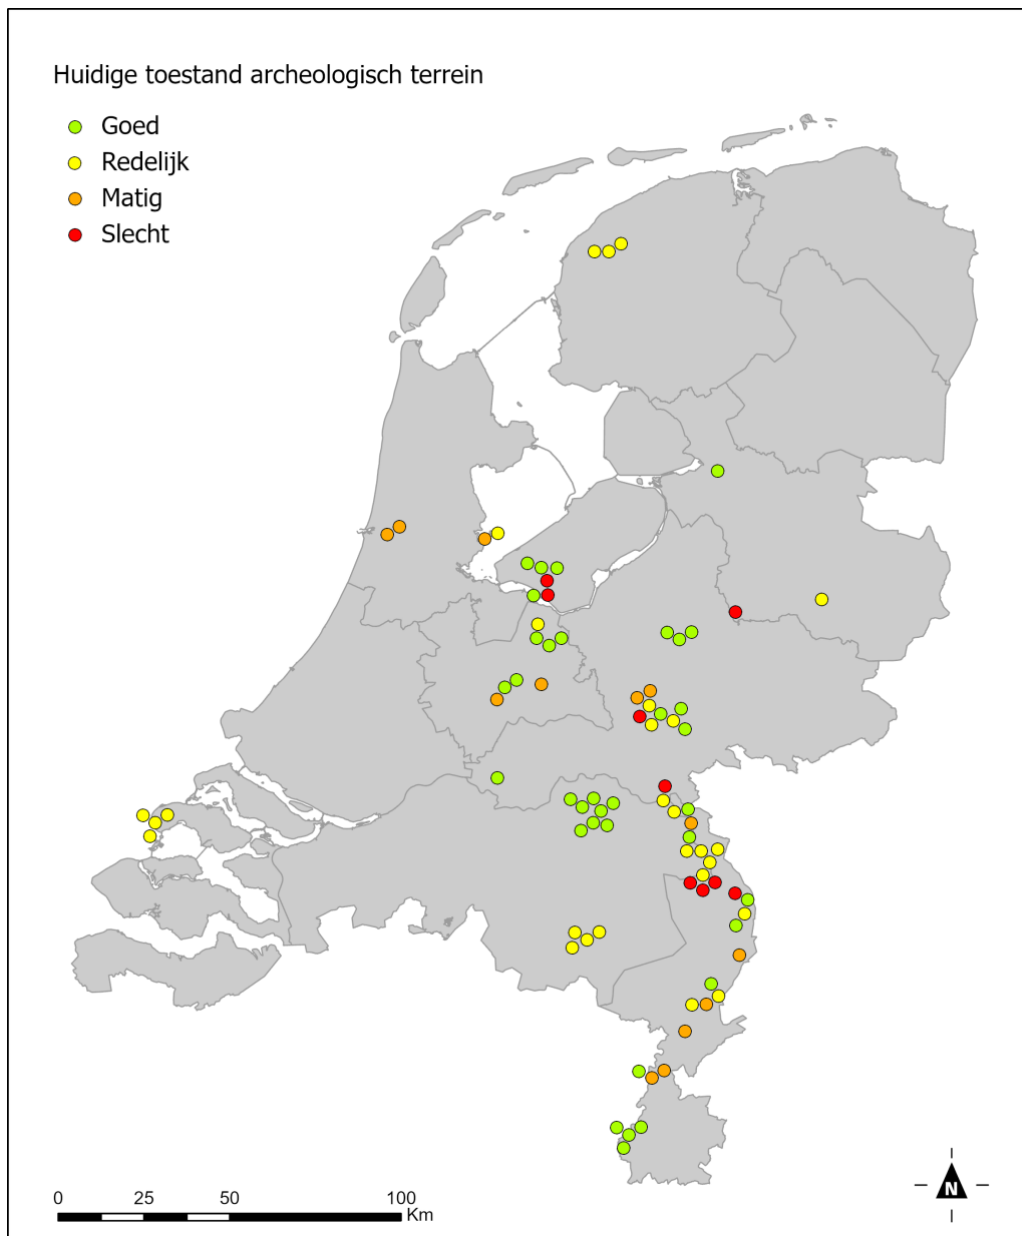 Huidige toestand archeologisch terrein
Goed
Redelijk
Matig
Slecht
0 25 50 100
Km
N